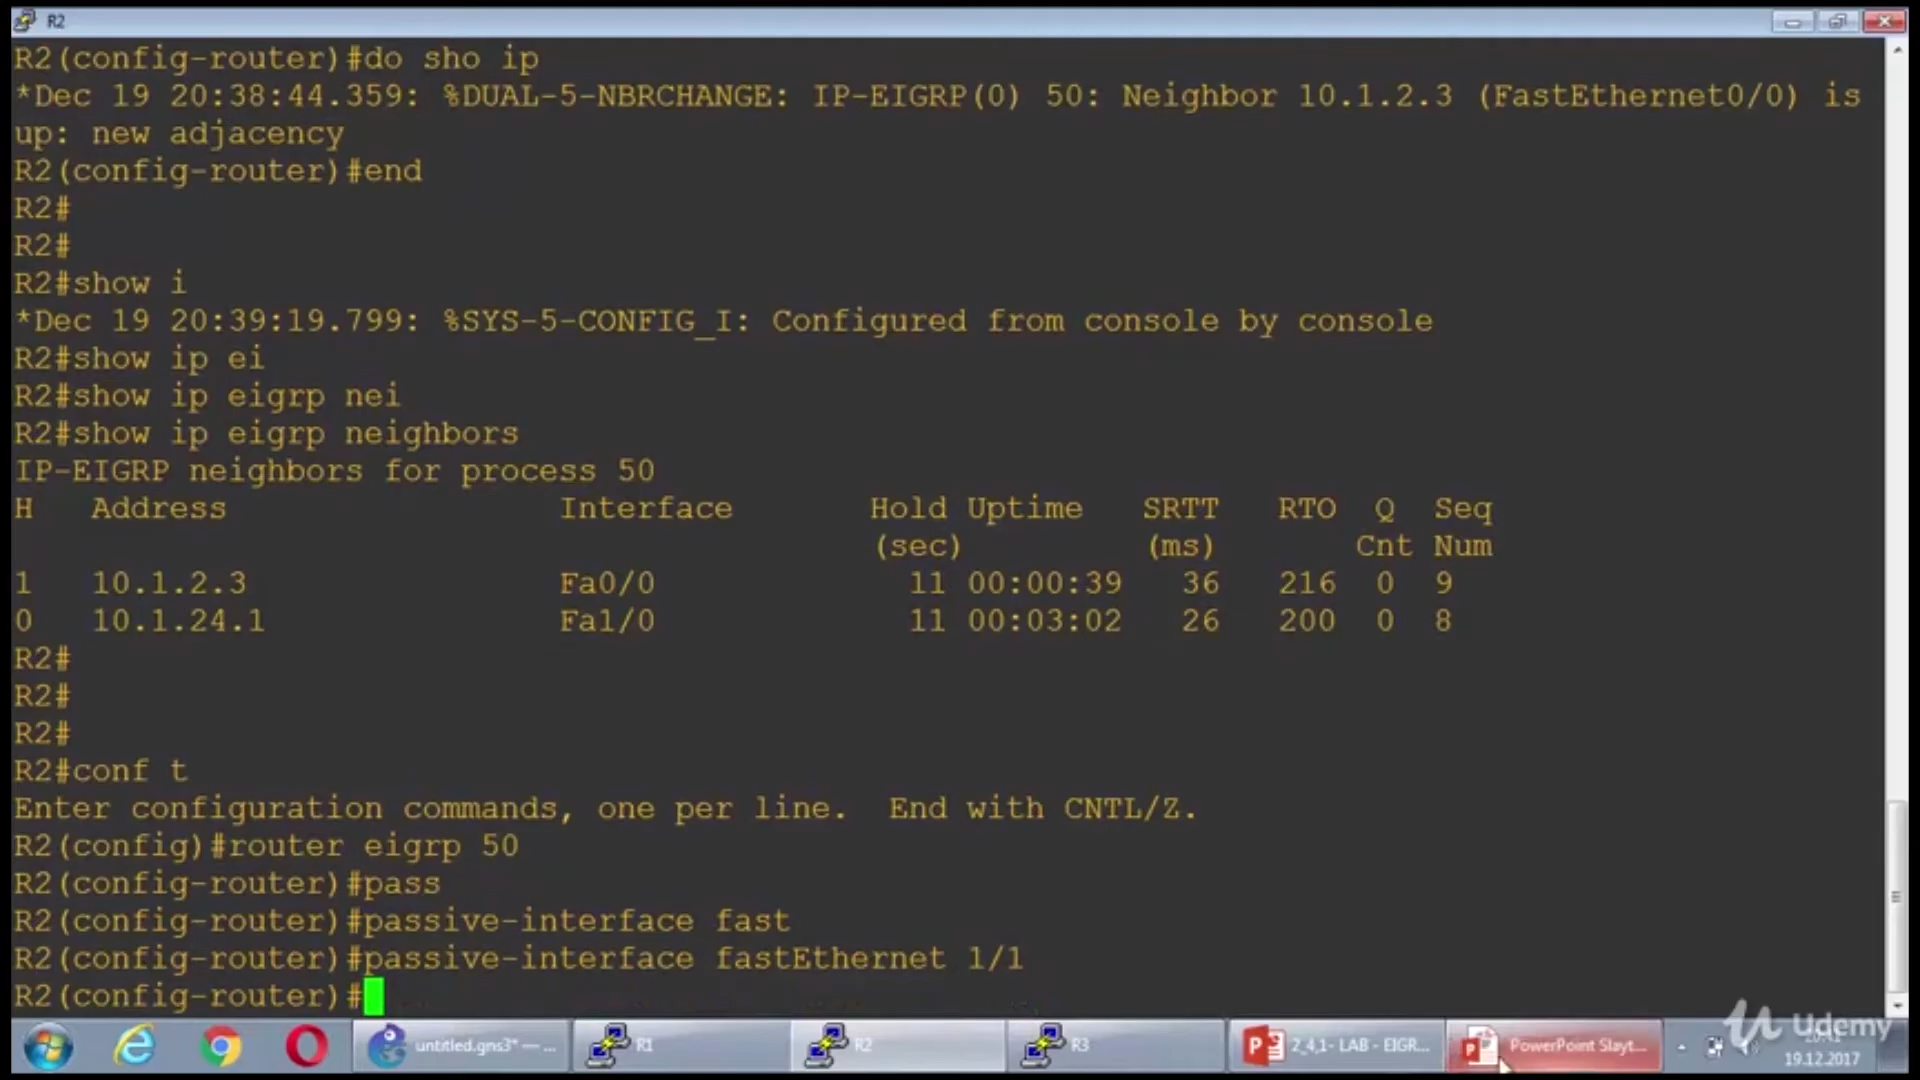 R2
R2(config-router)#do sho ip
*Dec 19 20:38:44.359: %DUAL-5-NBRCHANGE: IP-EIGRP(0) 50: Neighbor 10.1.2.3 (FastEthernet0/0) is
up: new adjacency
R2(config-router)#end
R2#
R2#
R2#show i
*Dec 19 20:39:19.799: %SYS-5-CONFIG_I: Configured from console by console
R2#show ip ei
R2#show ip eigrp nei
R2#show ip eigrp neighbors
IP-EIGRP neighbors for process 50
H Address Interface Hold Uptime SRTT RTO Q Seq
(sec) (ms) Cnt Num
1 10.1.2.3 Fa0/0 11 00:00:39 36 216 0 9
0 10.1.24.1 Fa1/0 11 00:03:02 26 200 0 8
R2#
R2#
R2#
R2#conf t
Enter configuration commands, one per line. End with CNTL/Z.
R2(config)#router eigrp 50
R2(config-router)#pass
R2(config-router)#passive-interface fast
R2(config-router)#passive-interface fastEthernet 1/1
R2(config-router)#
untitled.gns3* — ... R1 R2 R3 2_4,1- LAB - EIGR... PowerPoint Slayt... Udemy
19.12.2017